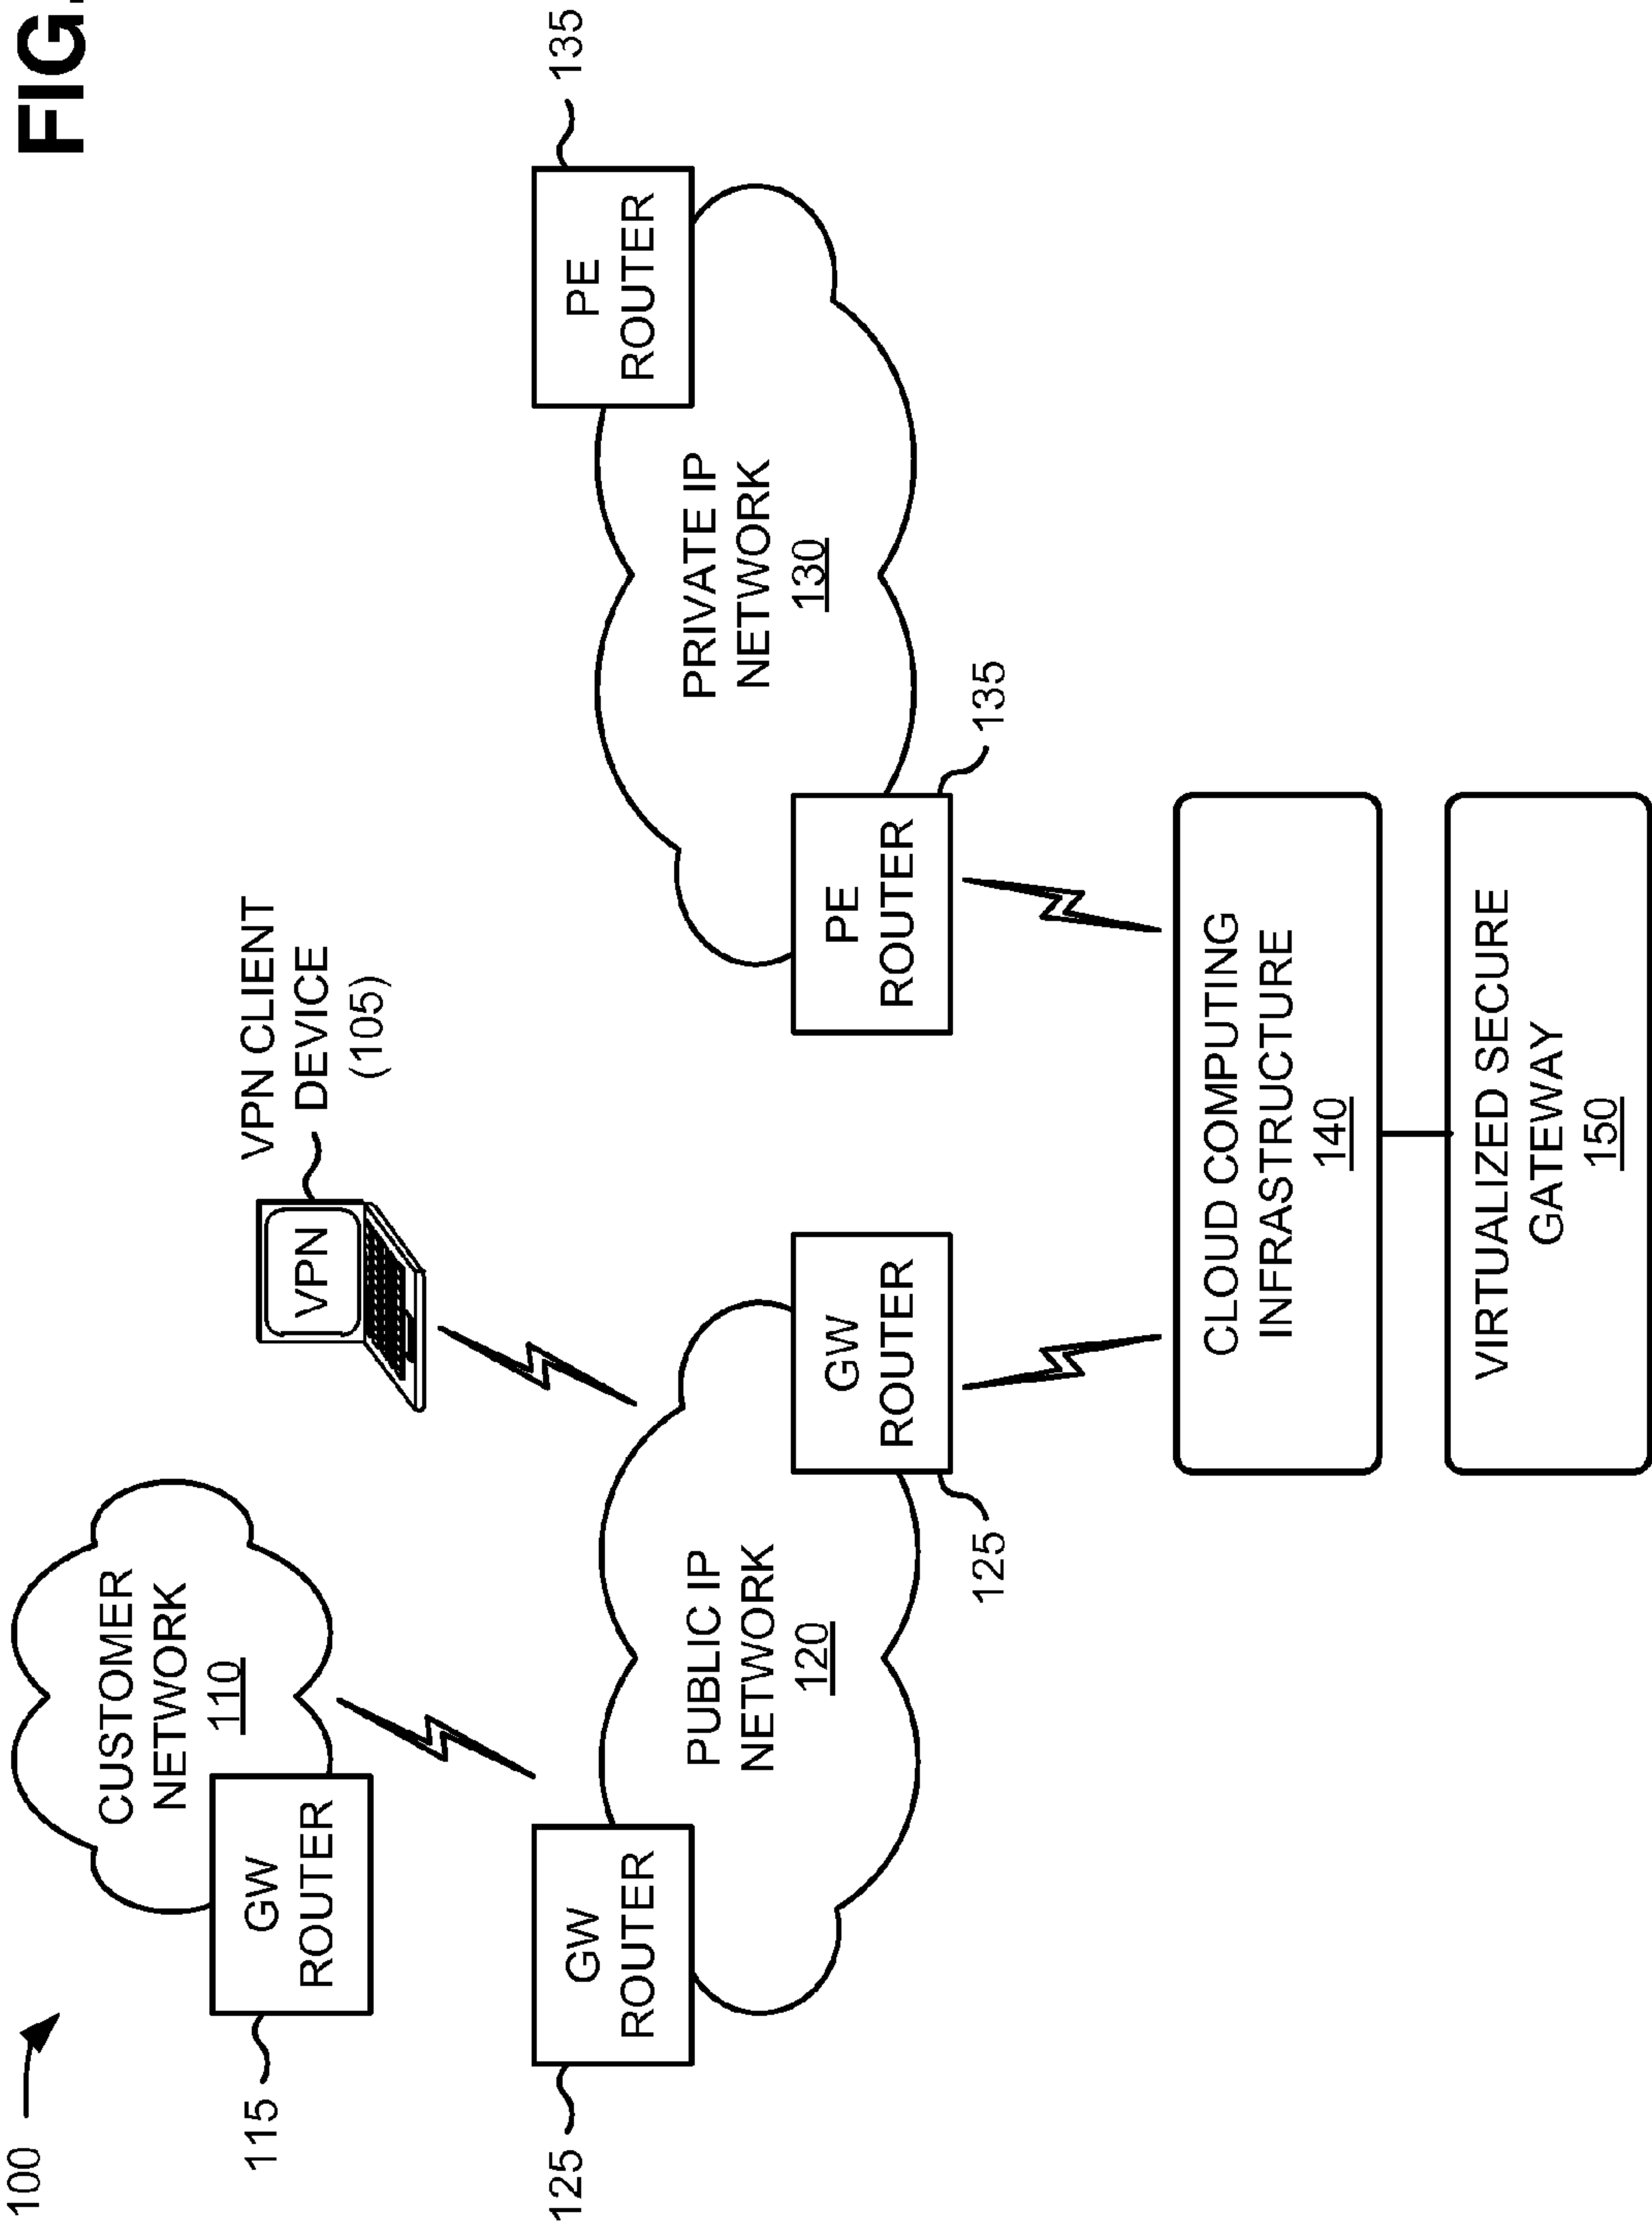 FIG.
100
CUSTOMER
NETWORK
110
GW
ROUTER
115
VPN
VPN CLIENT
DEVICE
(105)
GW
ROUTER
125
PUBLIC IP
NETWORK
120
GW
ROUTER
125
PE
ROUTER
135
PRIVATE IP
NETWORK
130
PE
ROUTER
135
CLOUD COMPUTING
INFRASTRUCTURE
140
VIRTUALIZED SECURE
GATEWAY
150